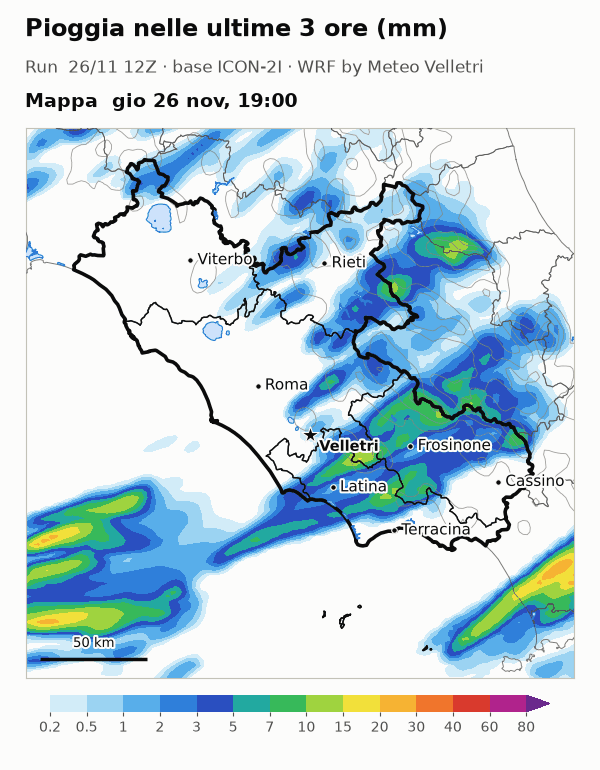 Pioggia nelle ultime 3 ore (mm)
Run 26/11 12Z · base ICON-2I · WRF by Meteo Velletri
Mappa gio 26 nov, 19:00
Viterbo
Rieti
Roma
Velletri
Frosinone
Latina
Cassino
Terracina
50 km
0.2 0.5 1 2 3 5 7 10 15 20 30 40 60 80